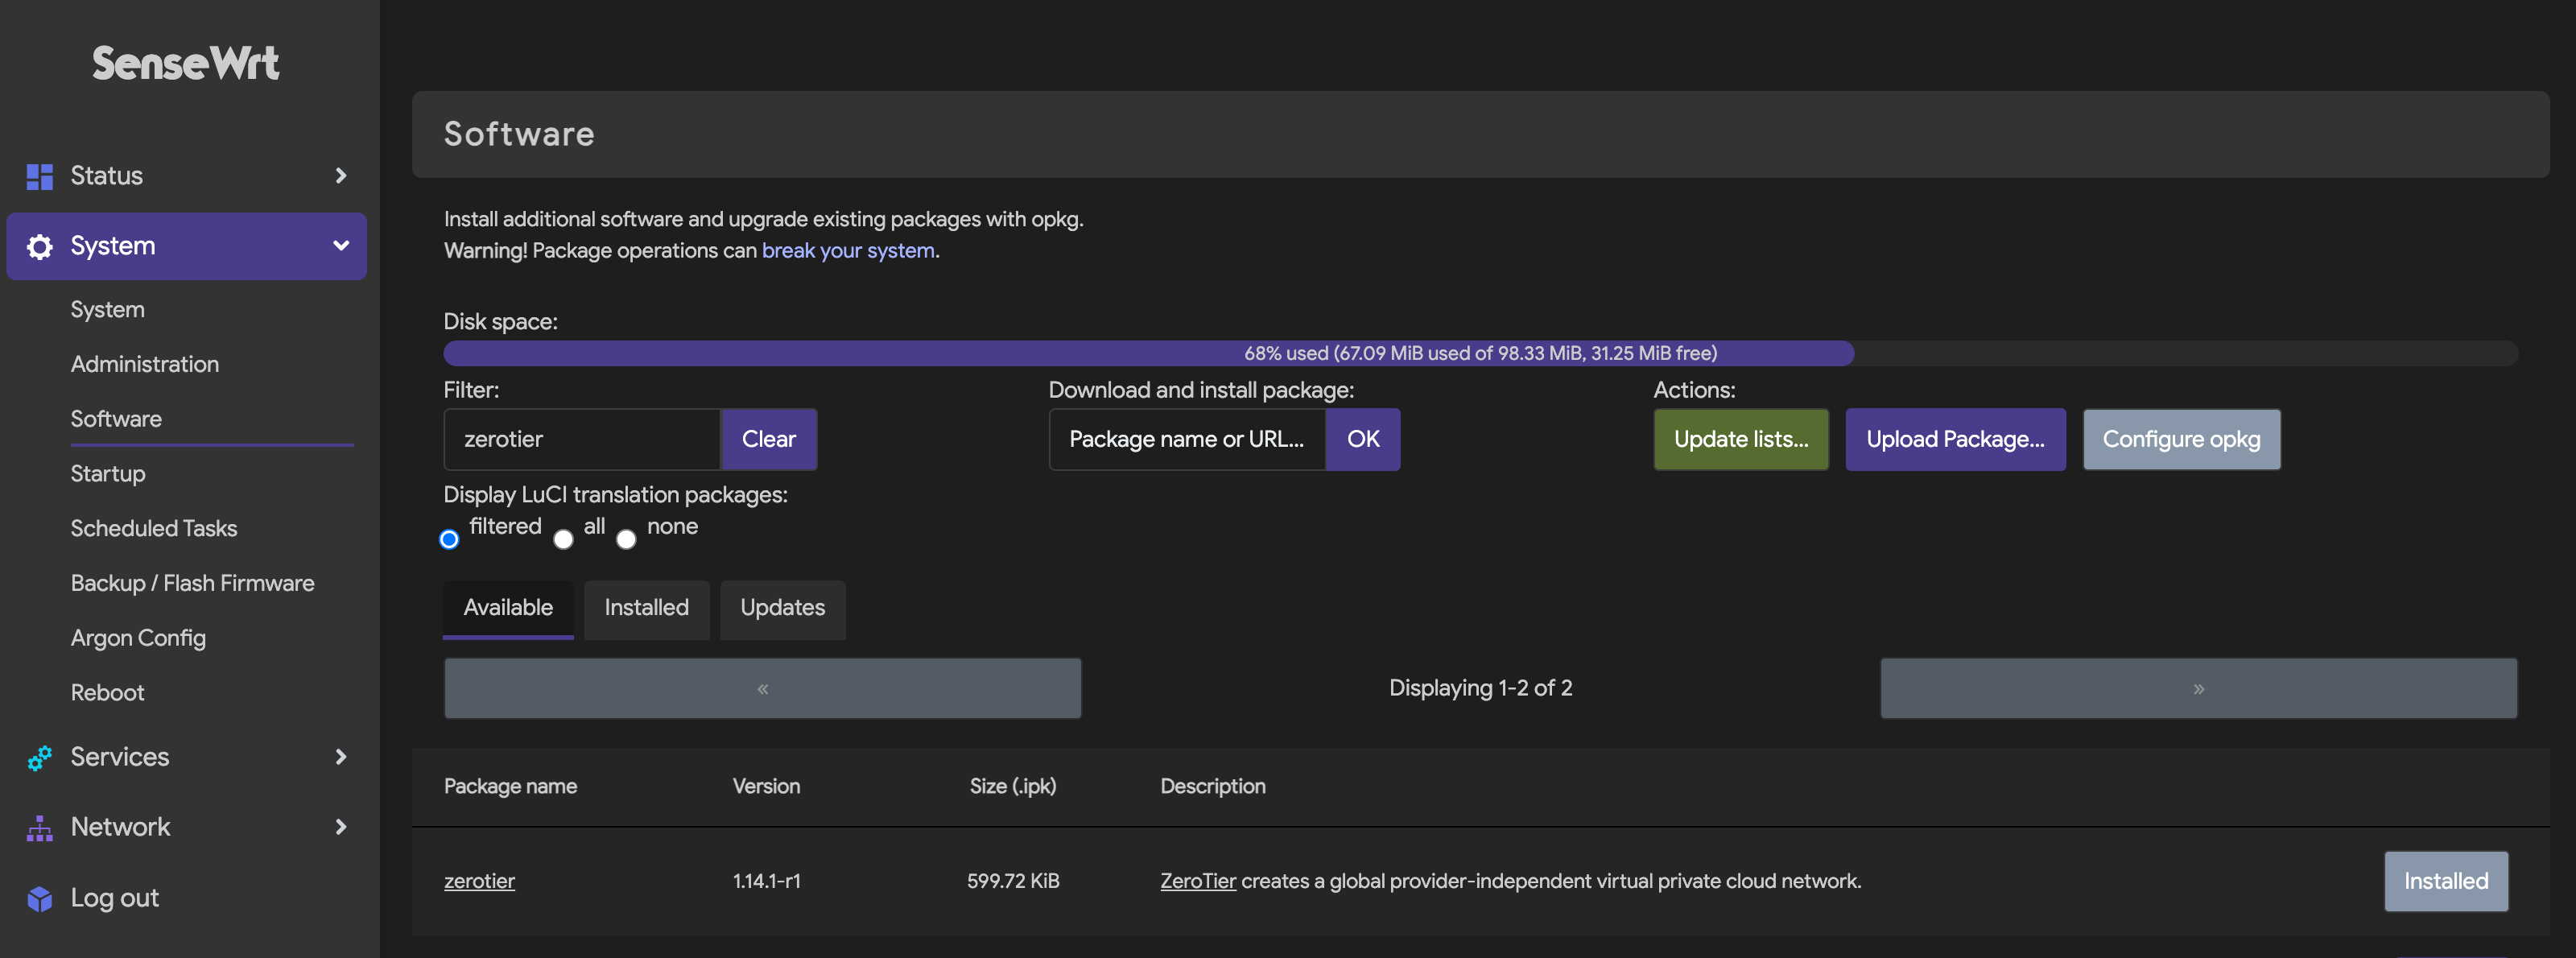 SenseWrt
Status
System
System
Administration
Software
Startup
Scheduled Tasks
Backup / Flash Firmware
Argon Config
Reboot
Services
Network
Log out
Software
Install additional software and upgrade existing packages with opkg.
Warning! Package operations can break your system.
Disk space:
68% used (67.09 MiB used of 98.33 MiB, 31.25 MiB free)
Filter:
zerotier
Clear
Download and install package:
Package name or URL...
OK
Actions:
Update lists...
Upload Package...
Configure opkg
Display LuCI translation packages:
filtered all none
Available Installed Updates
« Displaying 1-2 of 2 »
Package name Version Size (.ipk) Description
zerotier 1.14.1-r1 599.72 KiB ZeroTier creates a global provider-independent virtual private cloud network. Installed